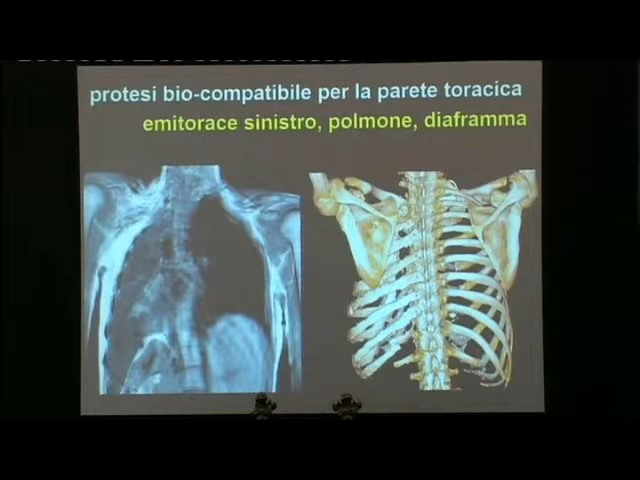 protesi bio-compatibile per la parete toracica
emitorace sinistro, polmone, diaframma